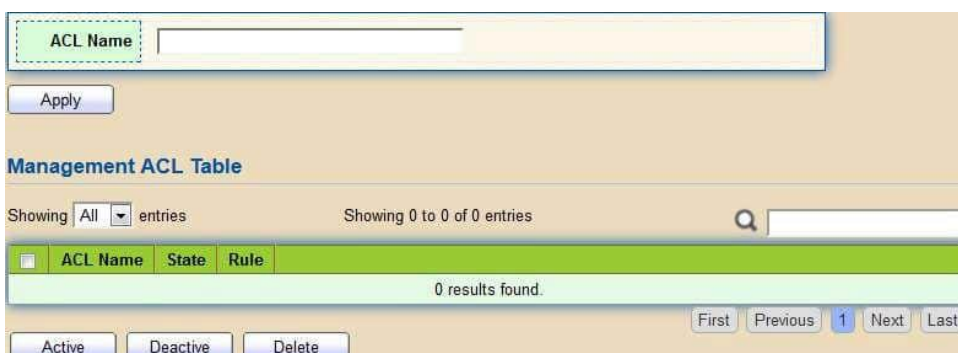 ACL Name
Apply
Management ACL Table
Showing All entries Showing 0 to 0 of 0 entries
ACL Name State Rule
0 results found.
First Previous 1 Next Last
Active Deactive Delete